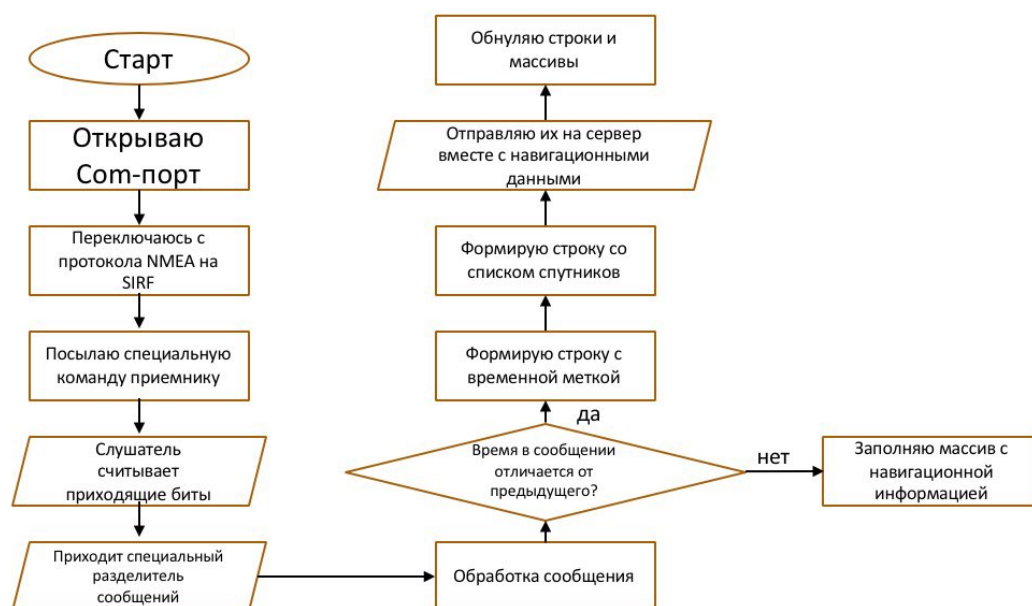 Старт
Открываю
Com-порт
Переключаюсь с
протокола NMEA на
SIRF
Посылаю специальную
команду приемнику
Слушатель
считывает
приходящие биты
Приходит специальный
разделитель
сообщений
Обработка сообщения
Время в сообщении
отличается от
предыдущего?
да
нет
Заполняю массив с
навигационной
информацией
Формирую строку с
временной меткой
Формирую строку со
списком спутников
Отправляю их на сервер
вместе с навигационными
данными
Обнуляю строки и
массивы